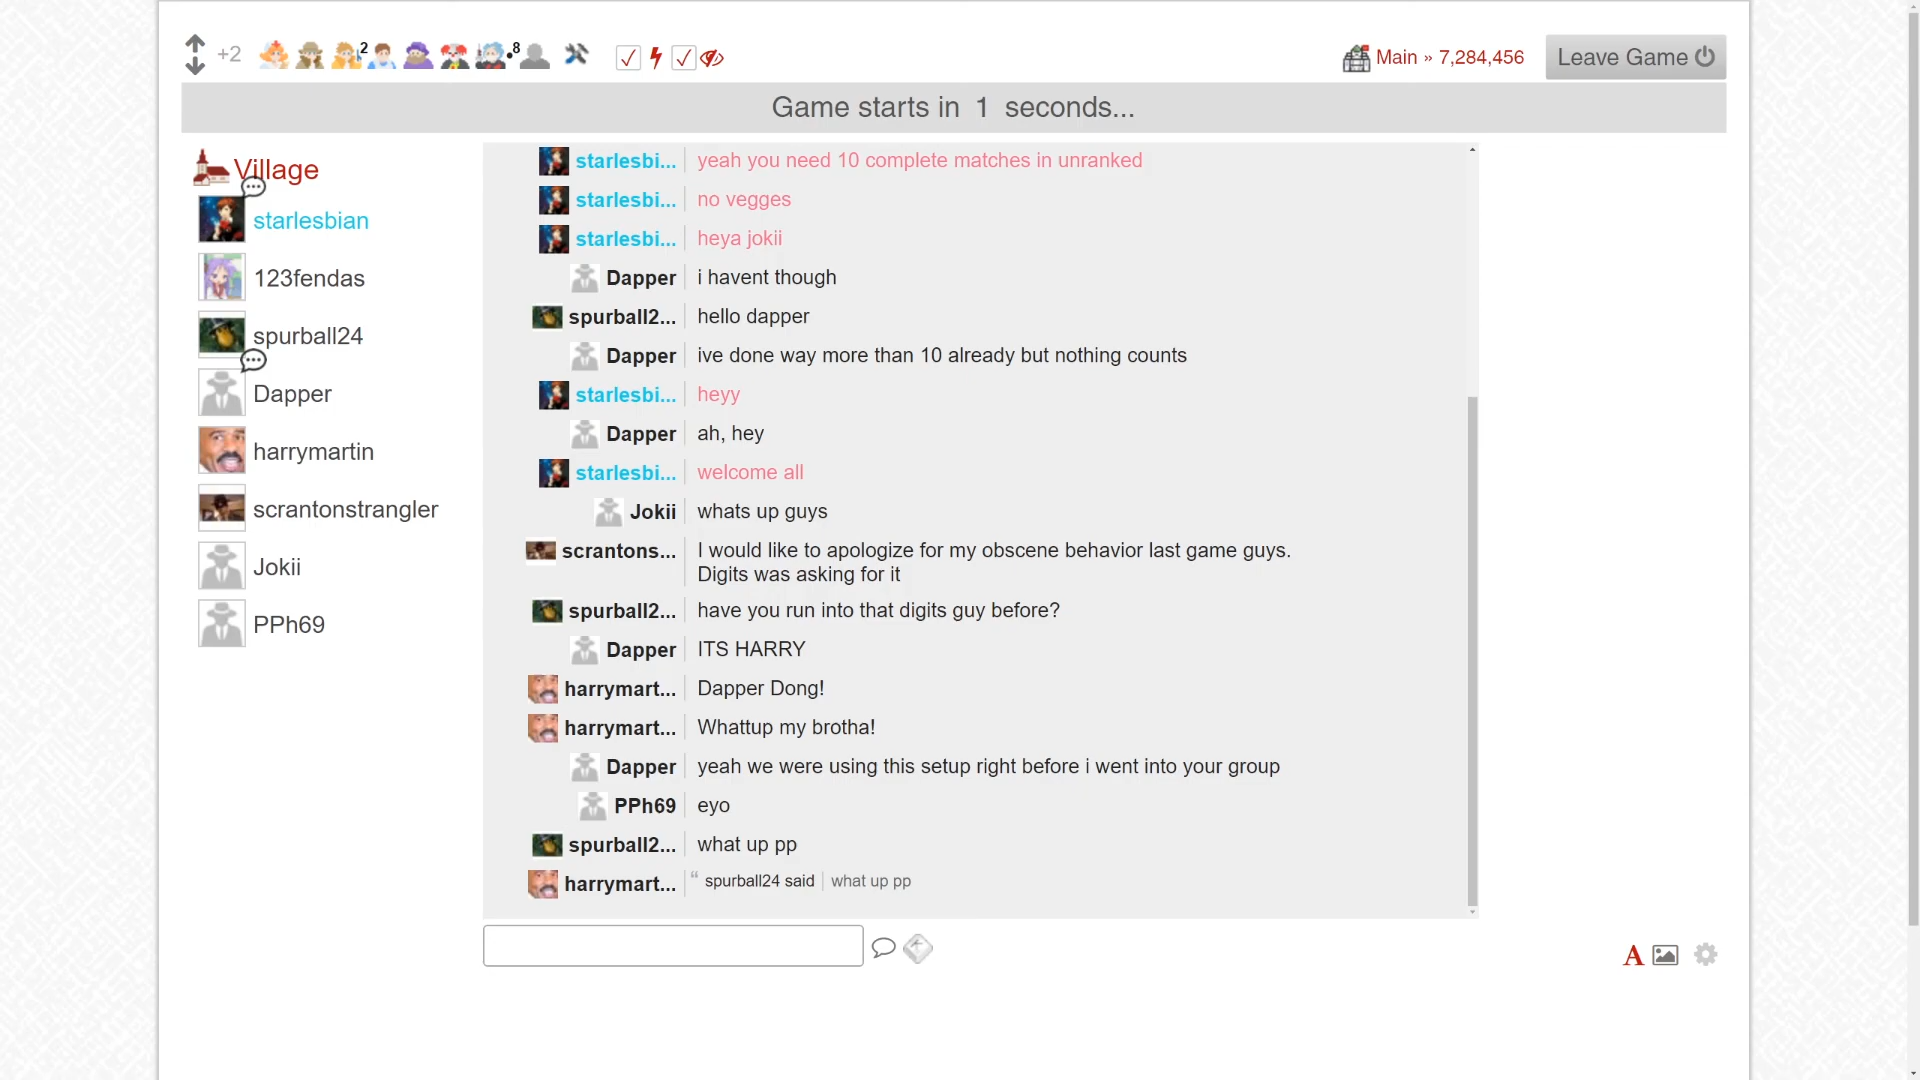 +2
2
8
Main » 7,284,456
Leave Game
Game starts in 1 seconds...
Village
starlesbian
123fendas
spurball24
Dapper
harrymartin
scrantonstrangler
Jokii
PPh69
starlesbi... yeah you need 10 complete matches in unranked
starlesbi... no vegges
starlesbi... heya jokii
Dapper i havent though
spurball2... hello dapper
Dapper ive done way more than 10 already but nothing counts
starlesbi... heyy
Dapper ah, hey
starlesbi... welcome all
Jokii whats up guys
scrantons... I would like to apologize for my obscene behavior last game guys.
Digits was asking for it
spurball2... have you run into that digits guy before?
Dapper ITS HARRY
harrymart... Dapper Dong!
harrymart... Whattup my brotha!
Dapper yeah we were using this setup right before i went into your group
PPh69 eyo
spurball2... what up pp
harrymart... “ spurball24 said what up pp
A